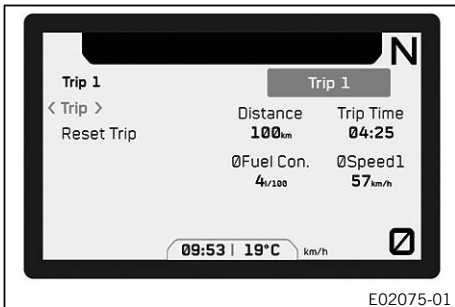 N
Trip 1
Trip 1
< Trip >
Distance Trip Time
Reset Trip
100km 04:25
ØFuel Con. ØSpeed1
4l/100 57km/h
09:53 | 19°C km/h
0
E02075-01